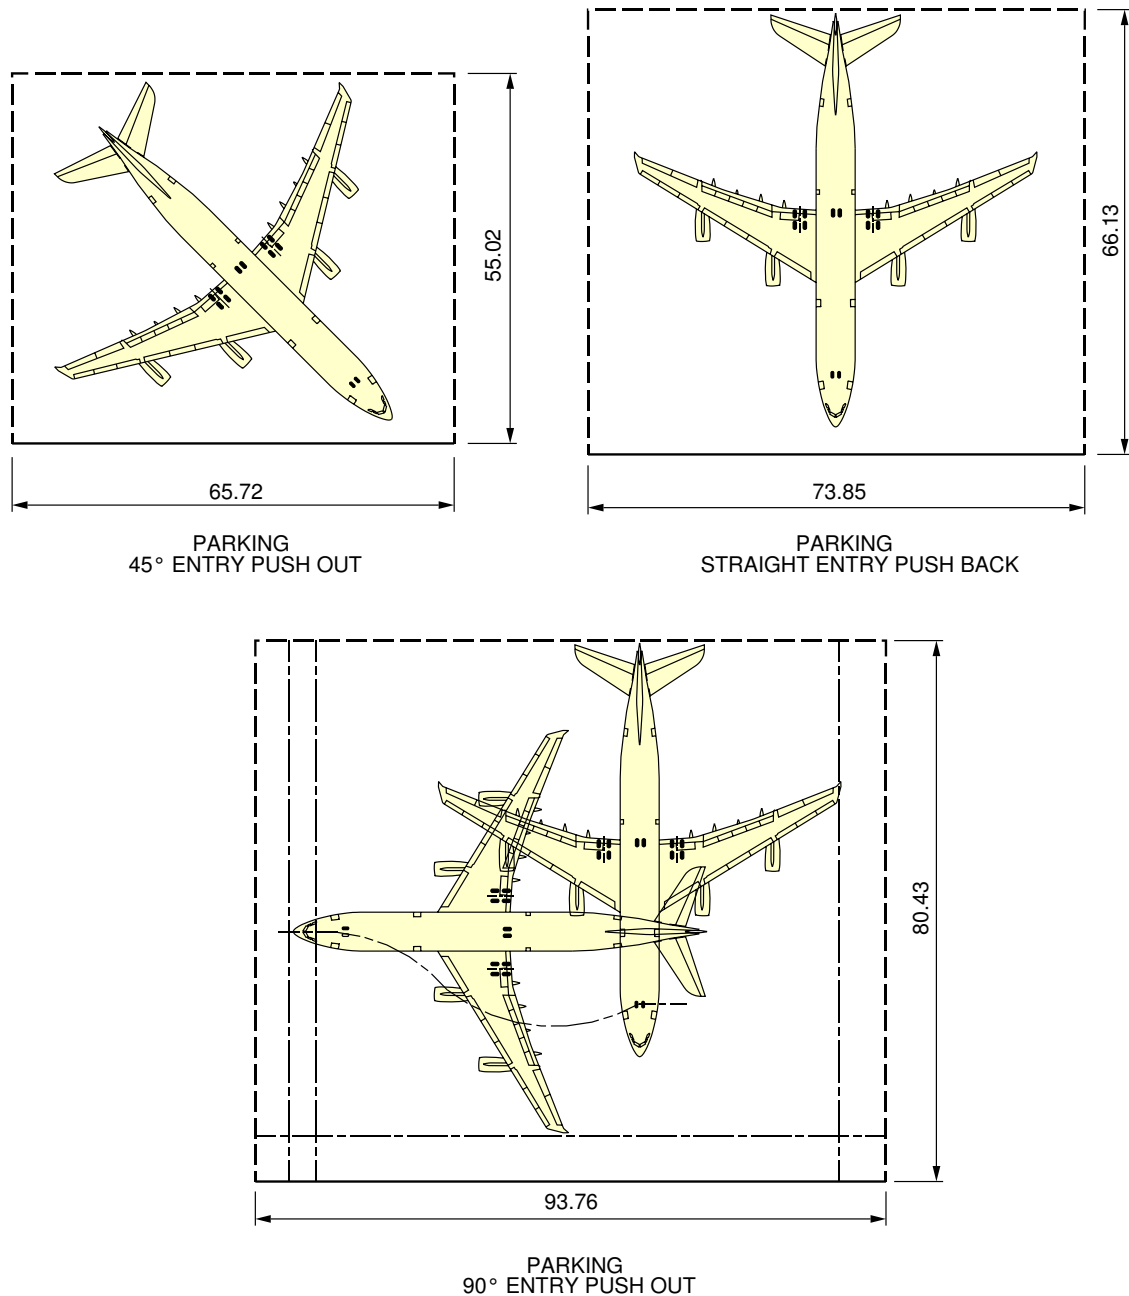 55.02
65.72
PARKING
45° ENTRY PUSH OUT
66.13
73.85
PARKING
STRAIGHT ENTRY PUSH BACK
80.43
93.76
PARKING
90° ENTRY PUSH OUT